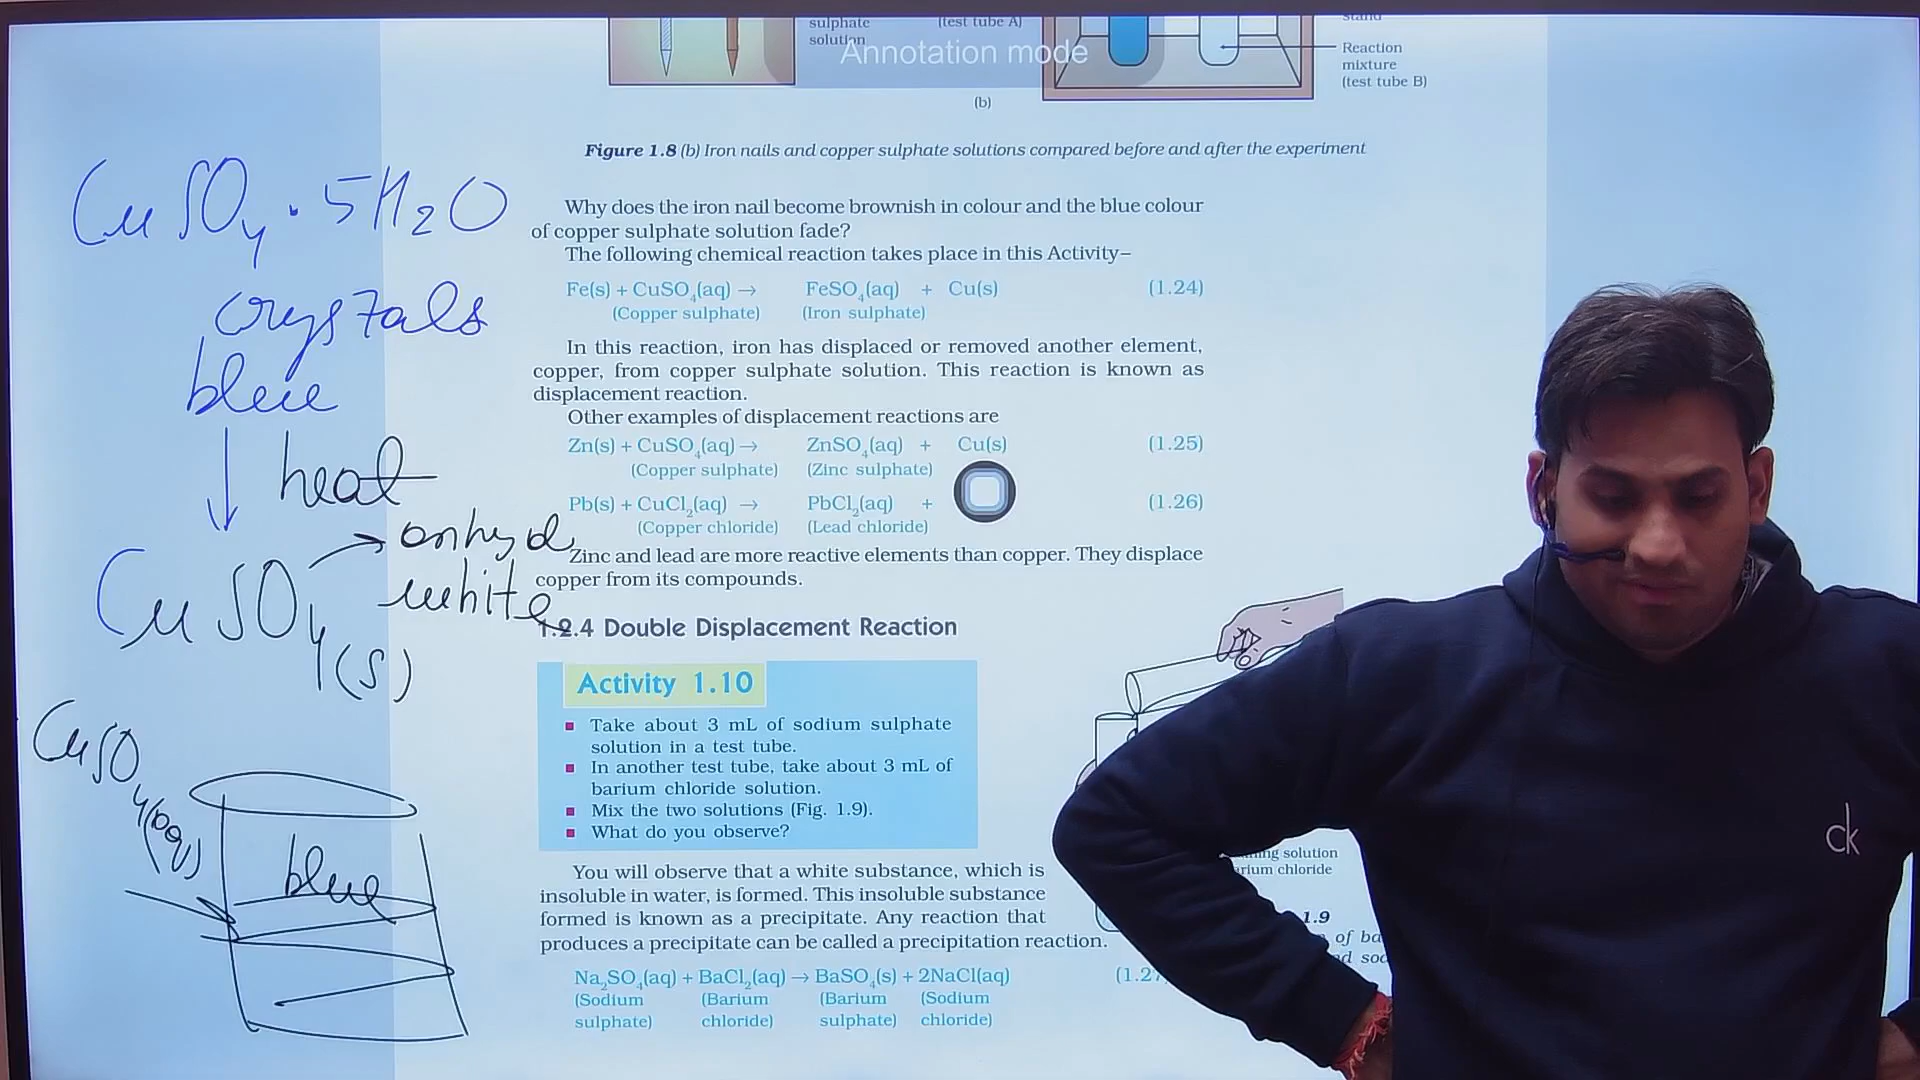 sulphate
solution
(test tube A)
Annotation mode
stand
Reaction
mixture
(test tube B)
(b)
Figure 1.8 (b) Iron nails and copper sulphate solutions compared before and after the experiment
CuSO4 · 5H2O
crystals
blue
heat
anhyd
white
CuSO4(s)
CuSO4(aq)
blue
Why does the iron nail become brownish in colour and the blue colour
of copper sulphate solution fade?
The following chemical reaction takes place in this Activity–
Fe(s) + CuSO4(aq) → FeSO4(aq) + Cu(s) (1.24)
(Copper sulphate) (Iron sulphate)
In this reaction, iron has displaced or removed another element,
copper, from copper sulphate solution. This reaction is known as
displacement reaction.
Other examples of displacement reactions are
Zn(s) + CuSO4(aq) → ZnSO4(aq) + Cu(s) (1.25)
(Copper sulphate) (Zinc sulphate)
Pb(s) + CuCl2(aq) → PbCl2(aq) + (1.26)
(Copper chloride) (Lead chloride)
Zinc and lead are more reactive elements than copper. They displace
copper from its compounds.
1.2.4 Double Displacement Reaction
Activity 1.10
■ Take about 3 mL of sodium sulphate
solution in a test tube.
■ In another test tube, take about 3 mL of
barium chloride solution.
■ Mix the two solutions (Fig. 1.9).
■ What do you observe?
You will observe that a white substance, which is
insoluble in water, is formed. This insoluble substance
formed is known as a precipitate. Any reaction that
produces a precipitate can be called a precipitation reaction.
Na2SO4(aq) + BaCl2(aq) → BaSO4(s) + 2NaCl(aq) (1.27
(Sodium (Barium (Barium (Sodium
sulphate) chloride) sulphate) chloride)
solution
chloride
1.9
of
ck